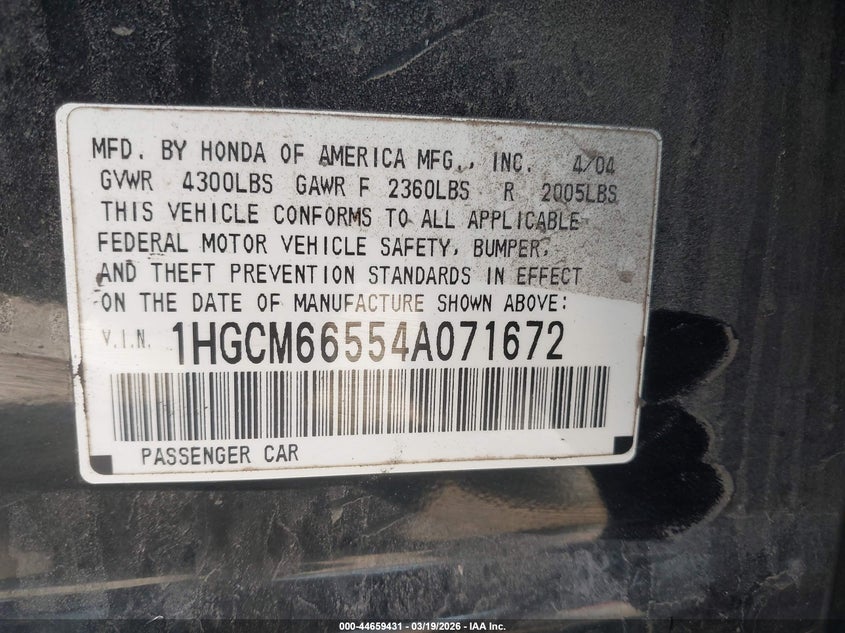 MFD. BY HONDA OF AMERICA MFG., INC. 4/04
GVWR 4300LBS GAWR F 2360LBS R 2005LBS
THIS VEHICLE CONFORMS TO ALL APPLICABLE
FEDERAL MOTOR VEHICLE SAFETY, BUMPER,
AND THEFT PREVENTION STANDARDS IN EFFECT
ON THE DATE OF MANUFACTURE SHOWN ABOVE:
V.I.N. 1HGCM66554A071672
PASSENGER CAR
000-44659431 - 03/19/2026 - IAA Inc.